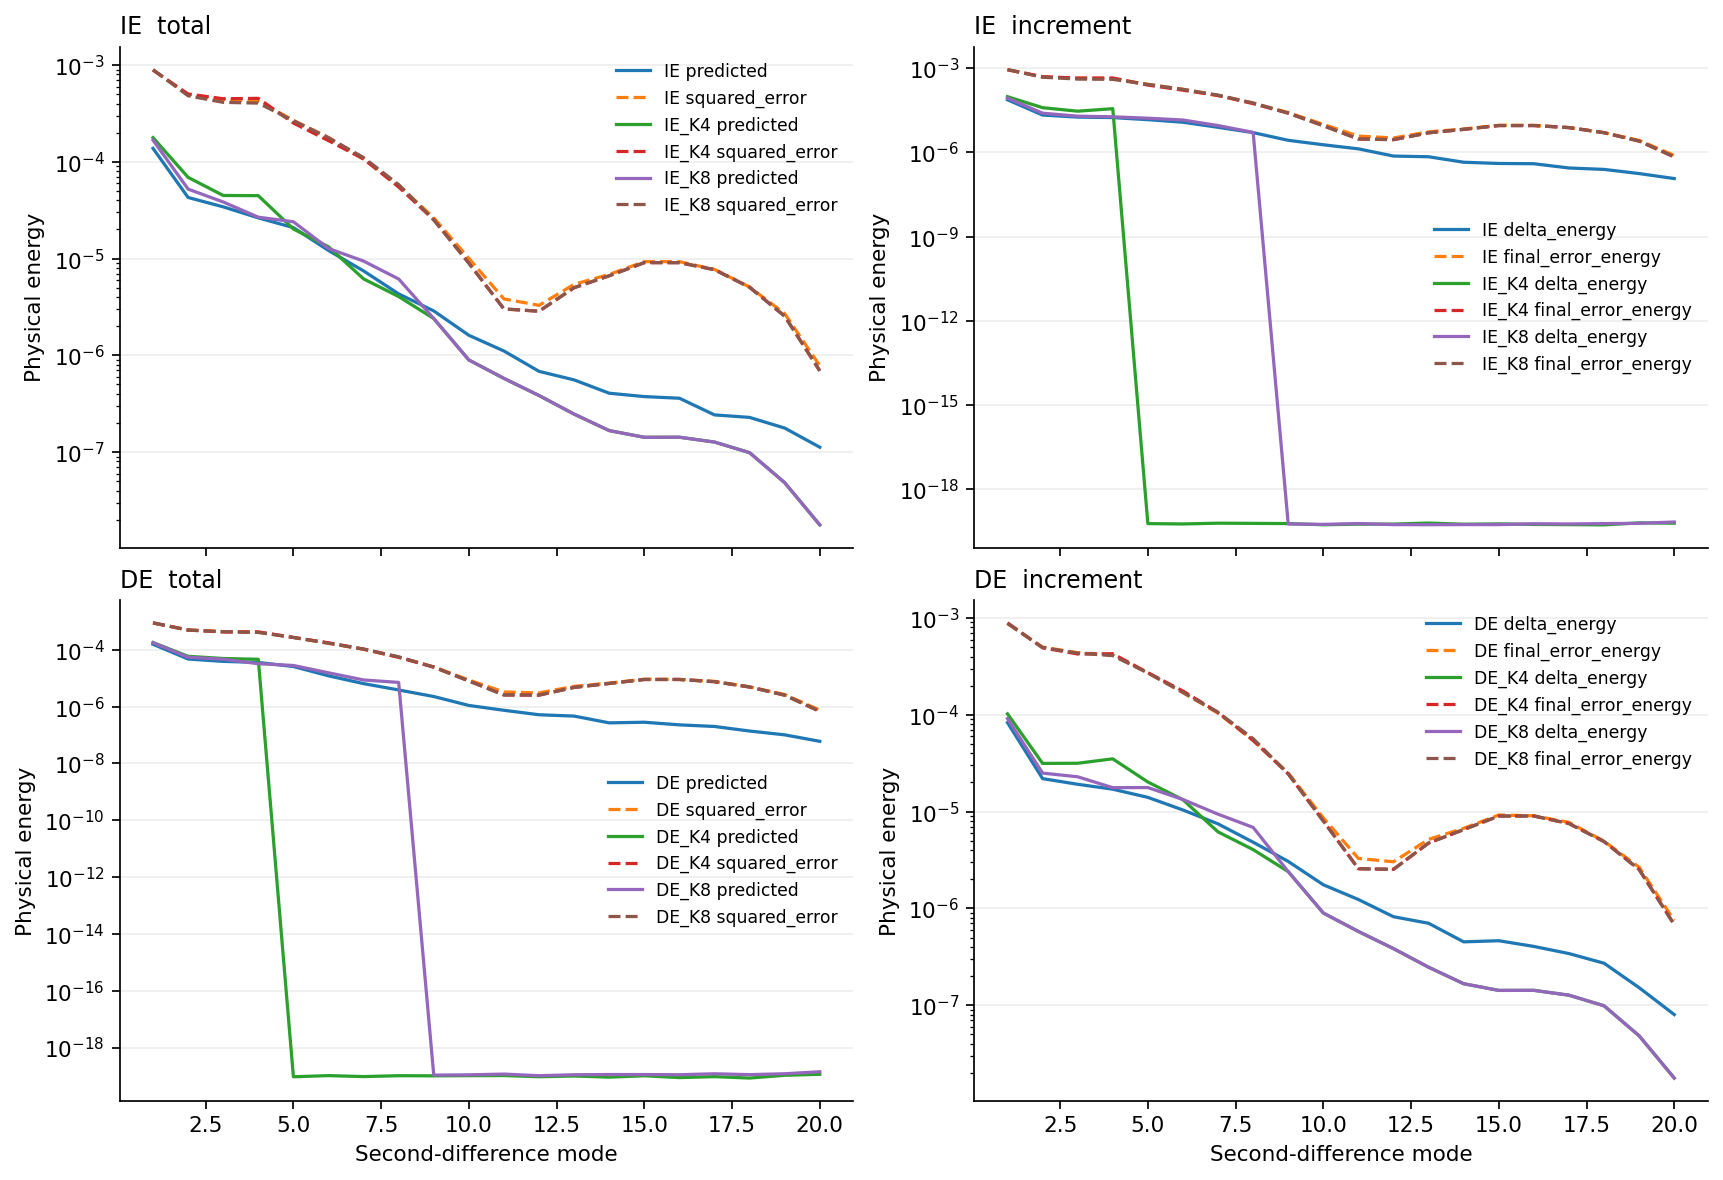 IE  total
10⁻³
10⁻⁴
10⁻⁵
10⁻⁶
10⁻⁷
Physical energy
IE predicted
IE squared_error
IE_K4 predicted
IE_K4 squared_error
IE_K8 predicted
IE_K8 squared_error
IE  increment
10⁻³
10⁻⁶
10⁻⁹
10⁻¹²
10⁻¹⁵
10⁻¹⁸
Physical energy
IE delta_energy
IE final_error_energy
IE_K4 delta_energy
IE_K4 final_error_energy
IE_K8 delta_energy
IE_K8 final_error_energy
DE  total
10⁻⁴
10⁻⁶
10⁻⁸
10⁻¹⁰
10⁻¹²
10⁻¹⁴
10⁻¹⁶
10⁻¹⁸
Physical energy
DE predicted
DE squared_error
DE_K4 predicted
DE_K4 squared_error
DE_K8 predicted
DE_K8 squared_error
2.5 5.0 7.5 10.0 12.5 15.0 17.5 20.0
Second-difference mode
DE  increment
10⁻³
10⁻⁴
10⁻⁵
10⁻⁶
10⁻⁷
Physical energy
DE delta_energy
DE final_error_energy
DE_K4 delta_energy
DE_K4 final_error_energy
DE_K8 delta_energy
DE_K8 final_error_energy
2.5 5.0 7.5 10.0 12.5 15.0 17.5 20.0
Second-difference mode